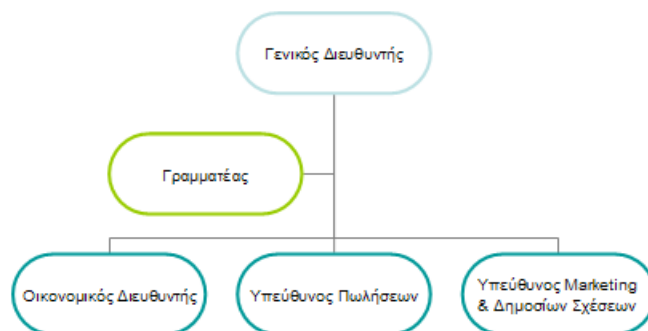 Γενικός Διευθυντής
Γραμματέας
Οικονομικός Διευθυντής
Υπεύθυνος Πωλήσεων
Υπεύθυνος Marketing
& Δημοσίων Σχέσεων